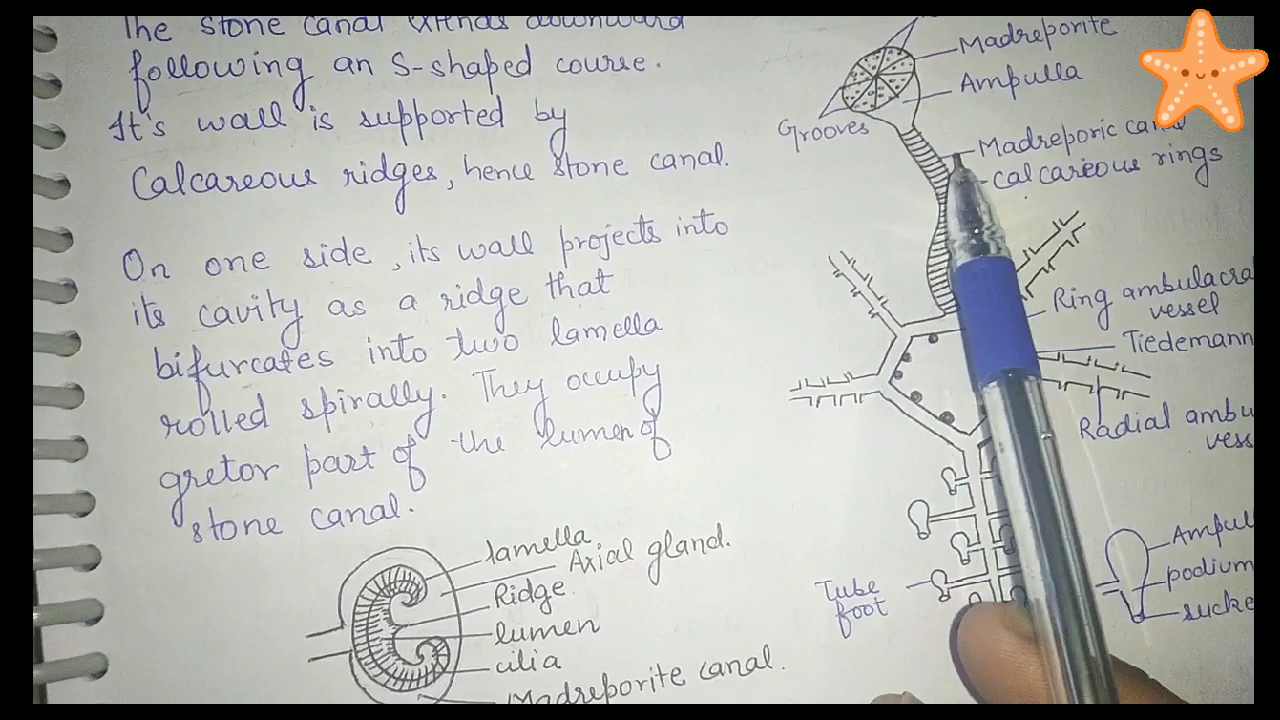 The stone canal extends downward
following an S-shaped course.
It's wall is supported by
Calcareous ridges, hence stone canal.
On one side, its wall projects into
its cavity as a ridge that
bifurcates into two lamella
rolled spirally. They occupy
gretor part of the lumen of
stone canal.
lamella
Axial gland.
Ridge
lumen
cilia
Madreporite canal.
Madreporite
Ampulla
Grooves
Madreporic canal
calcareous rings
Ring ambulacra
vessel
Tiedemann
Radial ambu
vess
Tube
foot
Ampull
podium
sucke